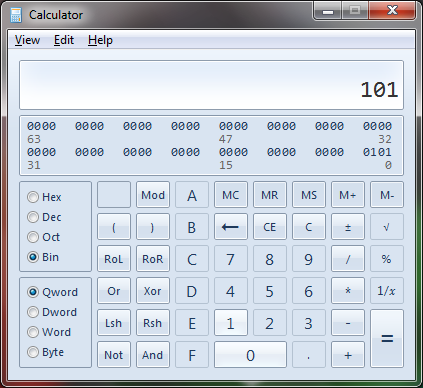 Calculator
View Edit Help
101
0000 0000 0000 0000 0000 0000 0000 0000
63 47 32
0000 0000 0000 0000 0000 0000 0000 0101
31 15 0
Hex Mod A MC MR MS M+ M-
Dec ( ) B ← CE C ± √
Oct
Bin RoL RoR C 7 8 9 / %
Qword Or Xor D 4 5 6 * 1/x
Dword
Word Lsh Rsh E 1 2 3 - =
Byte Not And F 0 . +